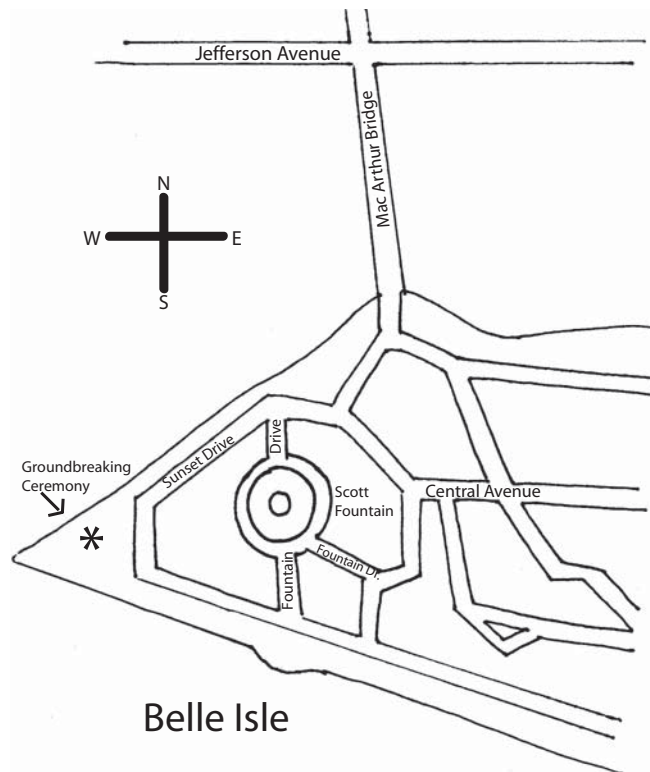 Jefferson Avenue
Mac Arthur Bridge
N
W
E
S
Drive
Sunset Drive
Groundbreaking
Ceremony
Scott
Fountain
Central Avenue
Fountain Dr.
Fountain
Belle Isle